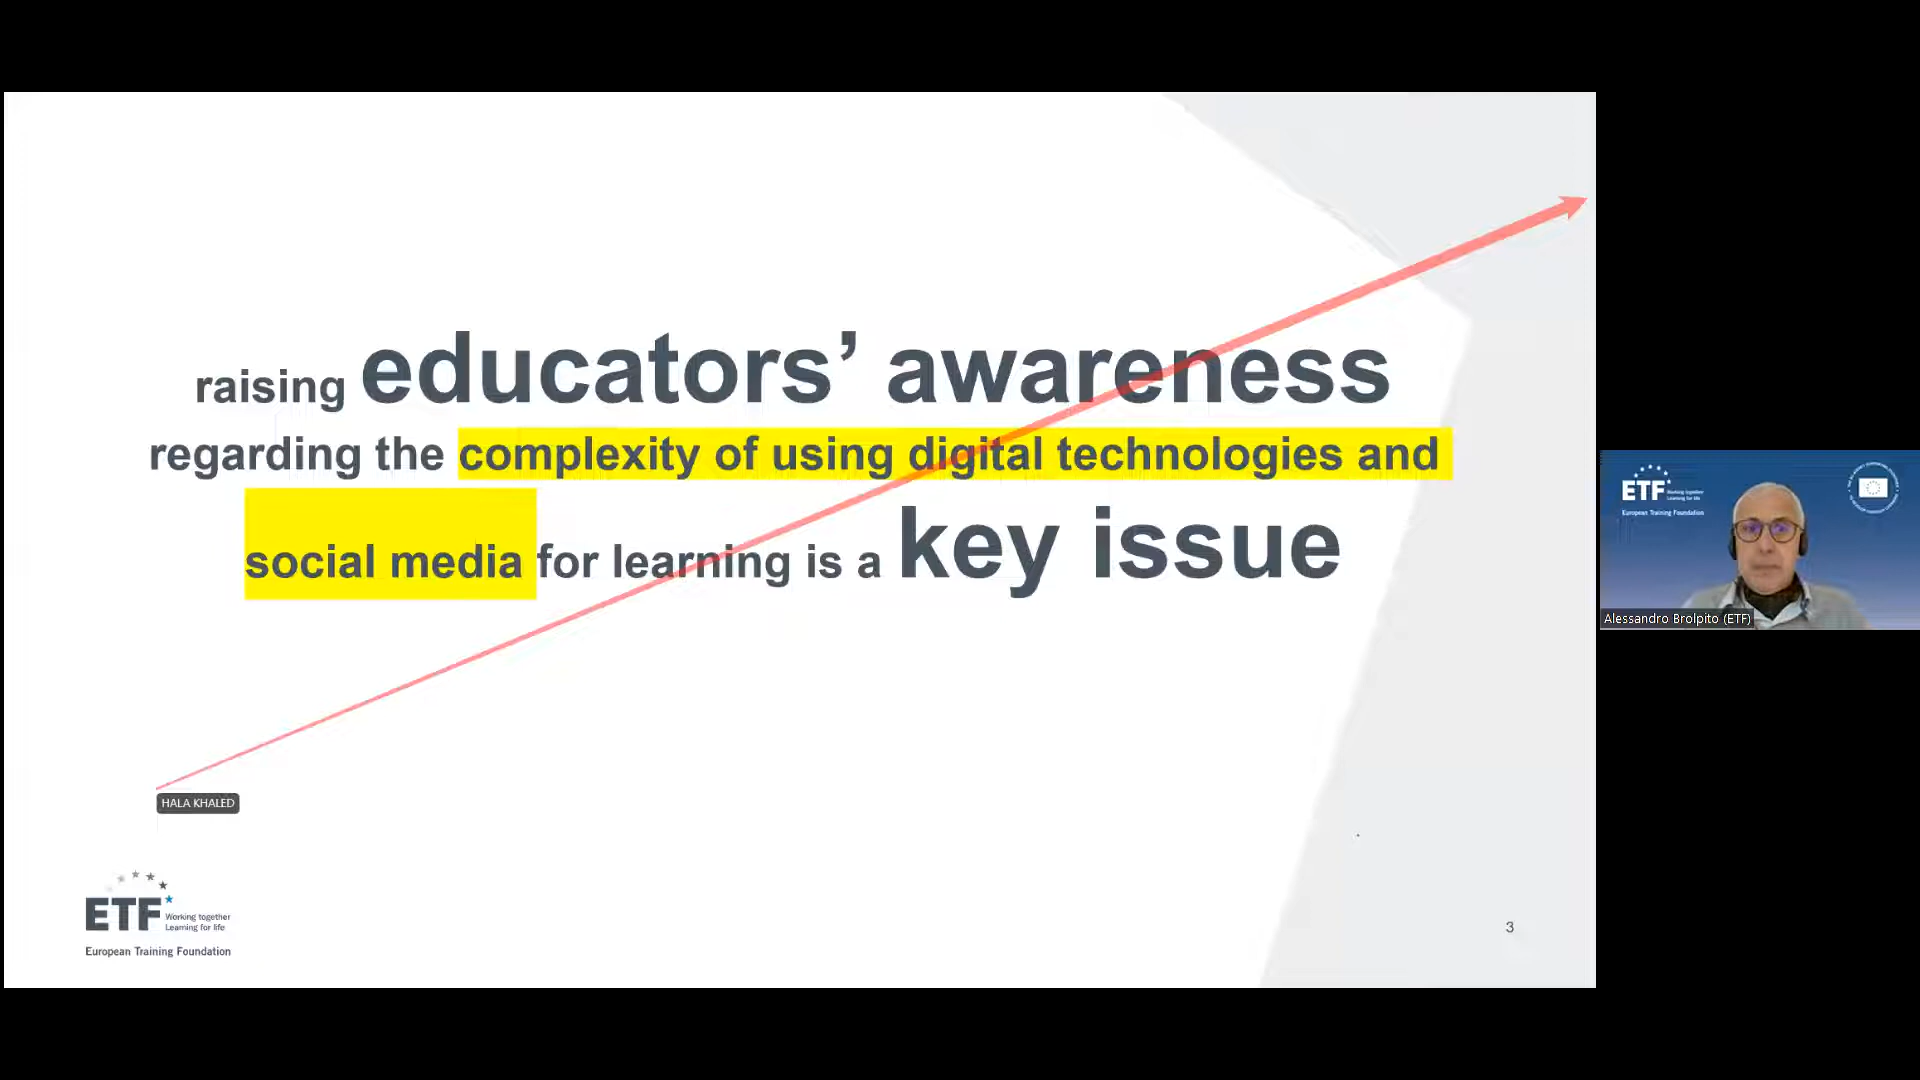 raising educators’ awareness
regarding the complexity of using digital technologies and
social media for learning is a key issue
HALA KHALED
ETF Working together
Learning for life
European Training Foundation
3
ETF Working together
Learning for life
European Training Foundation
Alessandro Brolpito (ETF)